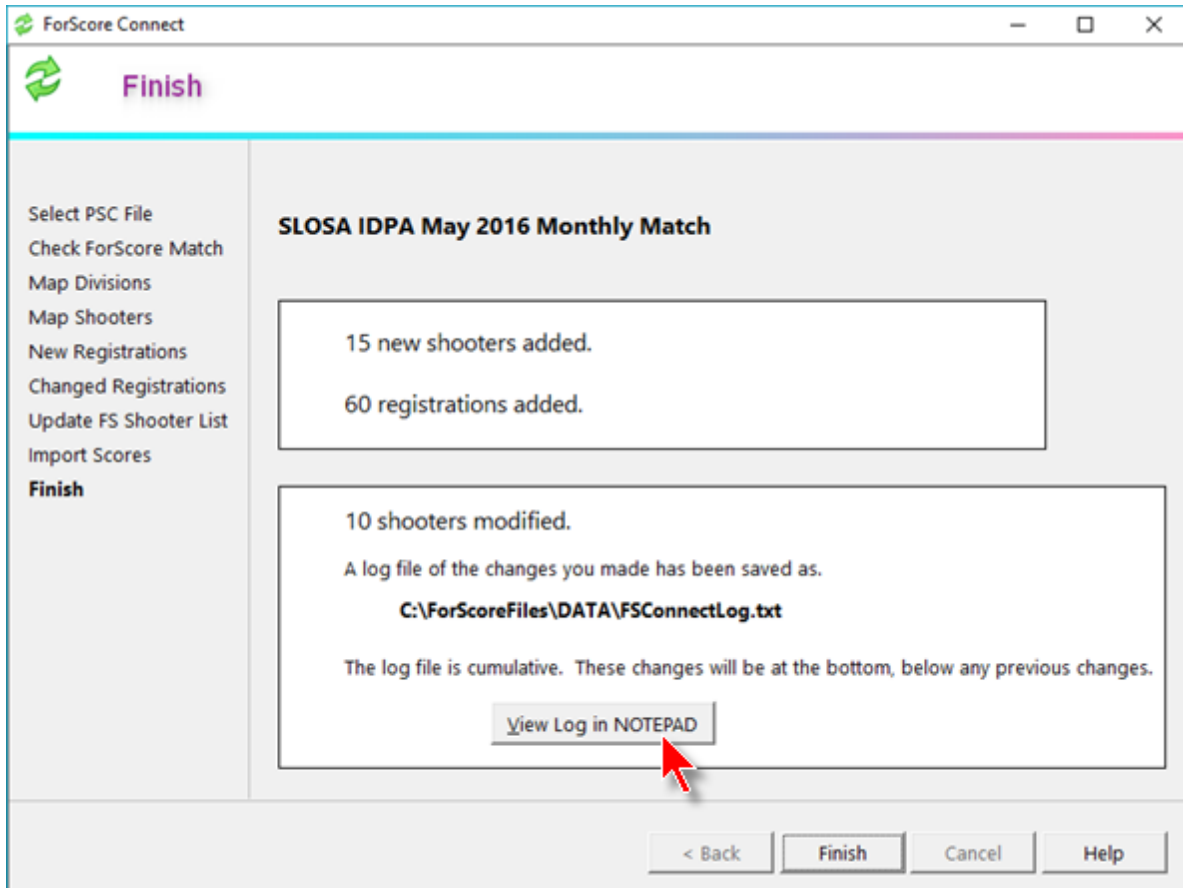 ForScore Connect
Finish
Select PSC File
Check ForScore Match
Map Divisions
Map Shooters
New Registrations
Changed Registrations
Update FS Shooter List
Import Scores
Finish
SLOSA IDPA May 2016 Monthly Match
15 new shooters added.
60 registrations added.
10 shooters modified.
A log file of the changes you made has been saved as.
C:\ForScoreFiles\DATA\FSConnectLog.txt
The log file is cumulative.  These changes will be at the bottom, below any previous changes.
View Log in NOTEPAD
< Back
Finish
Cancel
Help